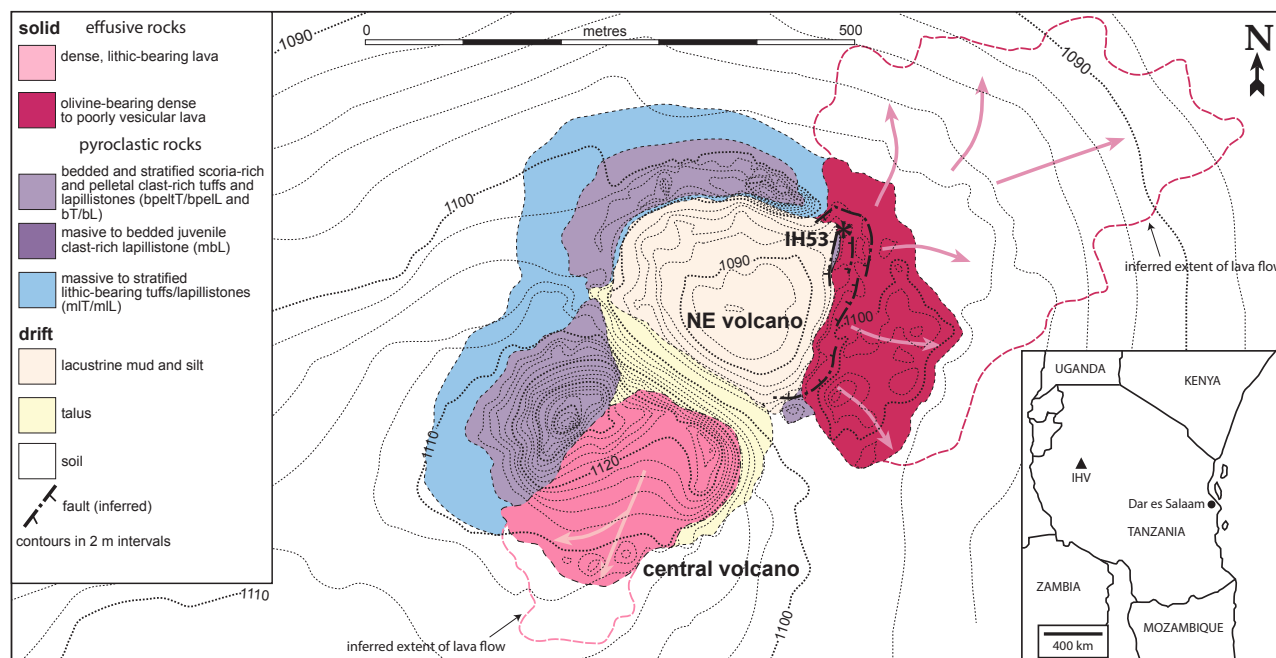 solid
effusive rocks
dense, lithic-bearing lava
olivine-bearing dense
to poorly vesicular lava
pyroclastic rocks
bedded and stratified scoria-rich
and pelletal clast-rich tuffs and
lapillistones (bpeltT/bpelL and
bT/bL)
masive to bedded juvenile
clast-rich lapillistone (mbL)
massive to stratified
lithic-bearing tuffs/lapillistones
(mlT/mlL)
drift
lacustrine mud and silt
talus
soil
fault (inferred)
contours in 2 m intervals
0 metres 500
N
1090
1090
1100
IH53
inferred extent of lava flow
1090
NE volcano
1100
1110
1120
central volcano
1110
1100
inferred extent of lava flow
UGANDA
KENYA
IHV
Dar es Salaam
TANZANIA
ZAMBIA
MOZAMBIQUE
400 km